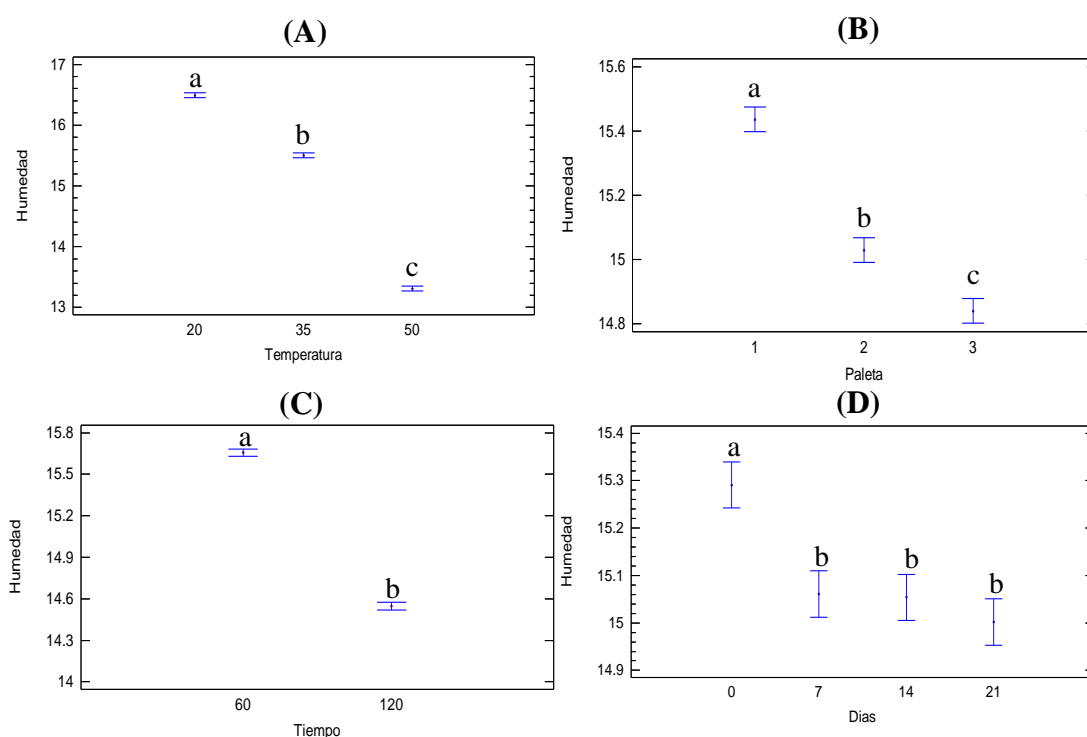 (A)
17
16
15
14
13
Humedad
a
b
c
20 35 50
Temperatura
(B)
15.6
15.4
15.2
15
14.8
Humedad
a
b
c
1 2 3
Paleta
(C)
15.8
15.5
15.2
14.9
14.6
14.3
14
Humedad
a
b
60 120
Tiempo
(D)
15.4
15.3
15.2
15.1
15
14.9
Humedad
a
b b
b
0 7 14 21
Dias